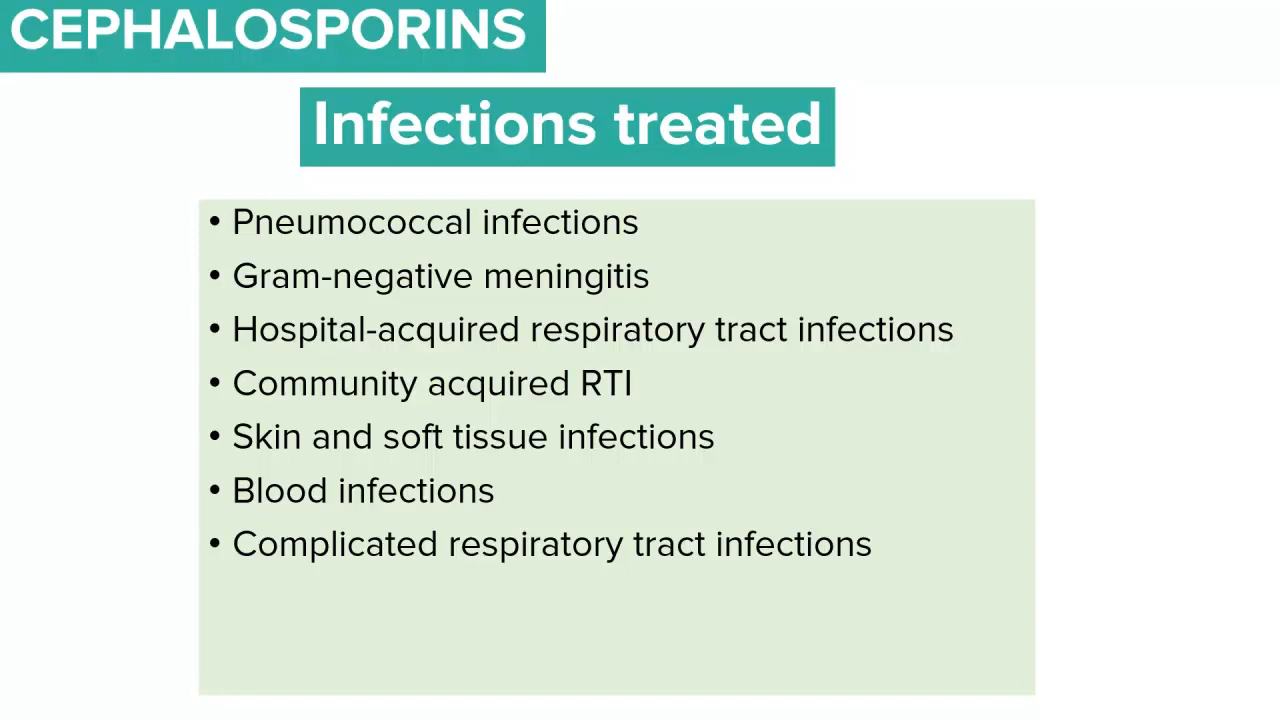 CEPHALOSPORINS
Infections treated
• Pneumococcal infections
• Gram-negative meningitis
• Hospital-acquired respiratory tract infections
• Community acquired RTI
• Skin and soft tissue infections
• Blood infections
• Complicated respiratory tract infections